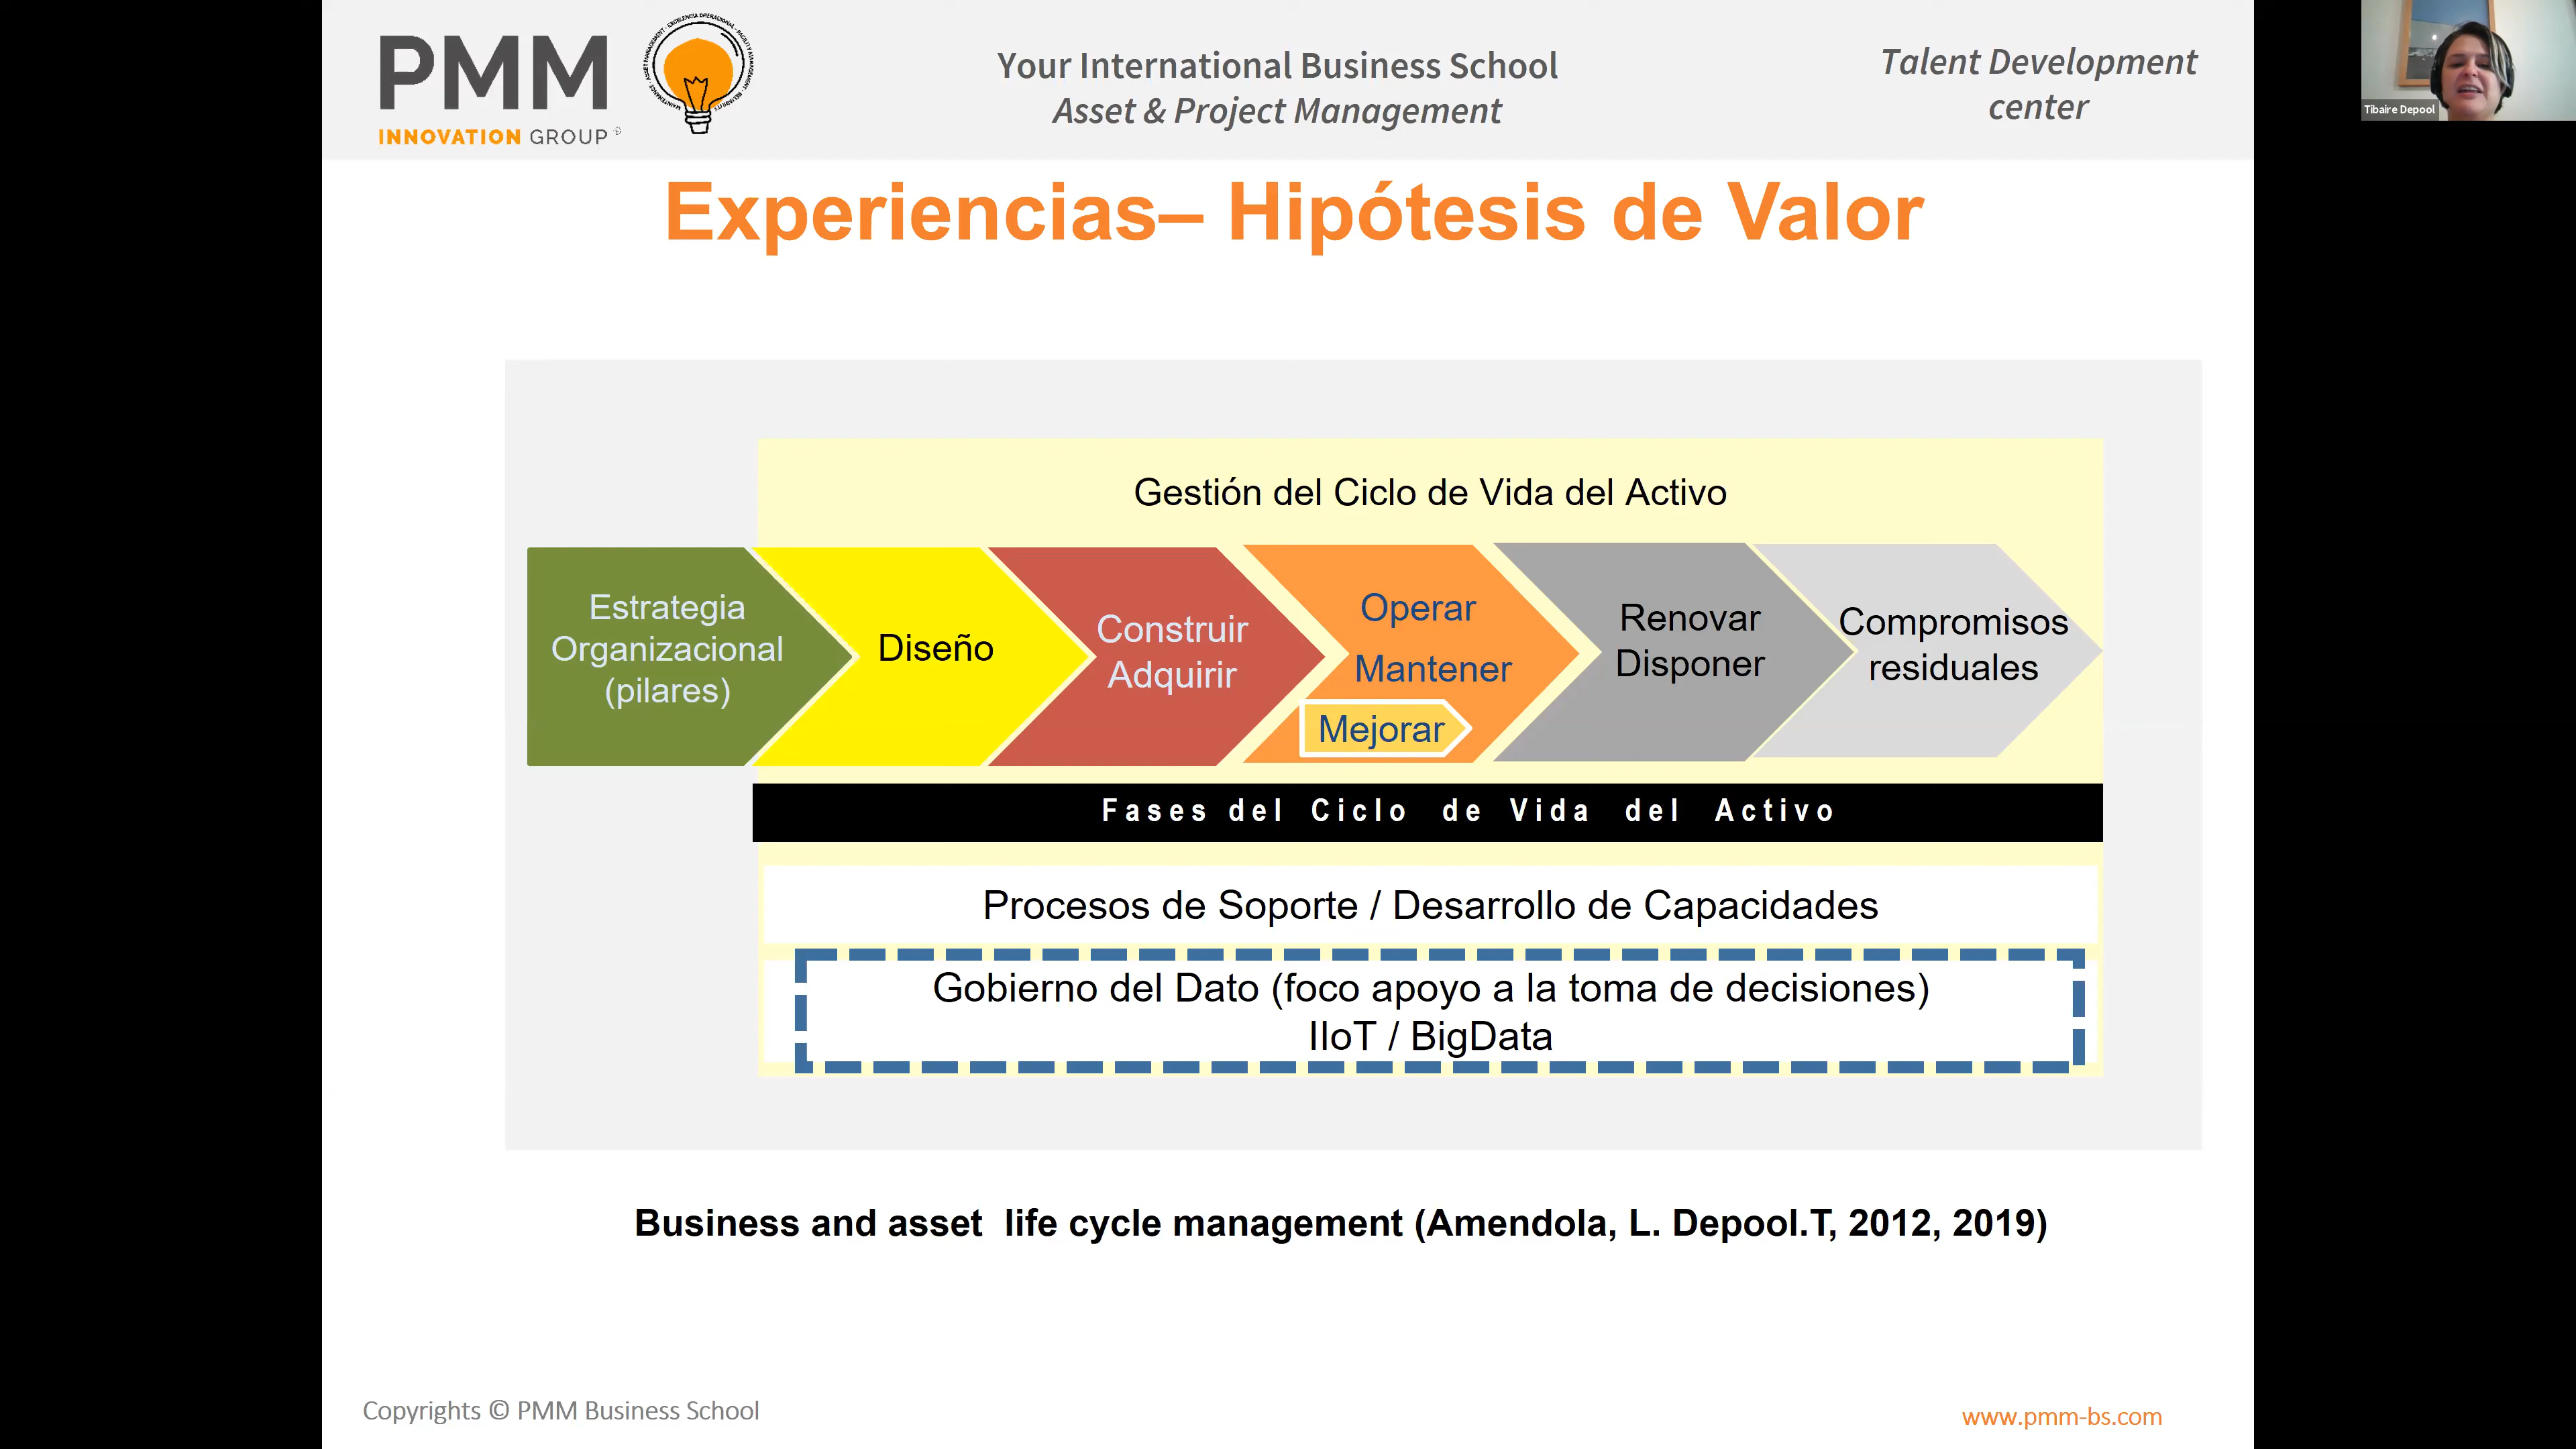 PMM
INNOVATION GROUP
Your International Business School
Asset & Project Management
Talent Development
center
Tibaire Depool
Experiencias– Hipótesis de Valor
Gestión del Ciclo de Vida del Activo
Estrategia
Organizacional
(pilares)
Diseño
Construir
Adquirir
Operar
Mantener
Mejorar
Renovar
Disponer
Compromisos
residuales
Fases del Ciclo de Vida del Activo
Procesos de Soporte / Desarrollo de Capacidades
Gobierno del Dato (foco apoyo a la toma de decisiones)
IIoT / BigData
Business and asset life cycle management (Amendola, L. Depool.T, 2012, 2019)
Copyrights © PMM Business School
www.pmm-bs.com